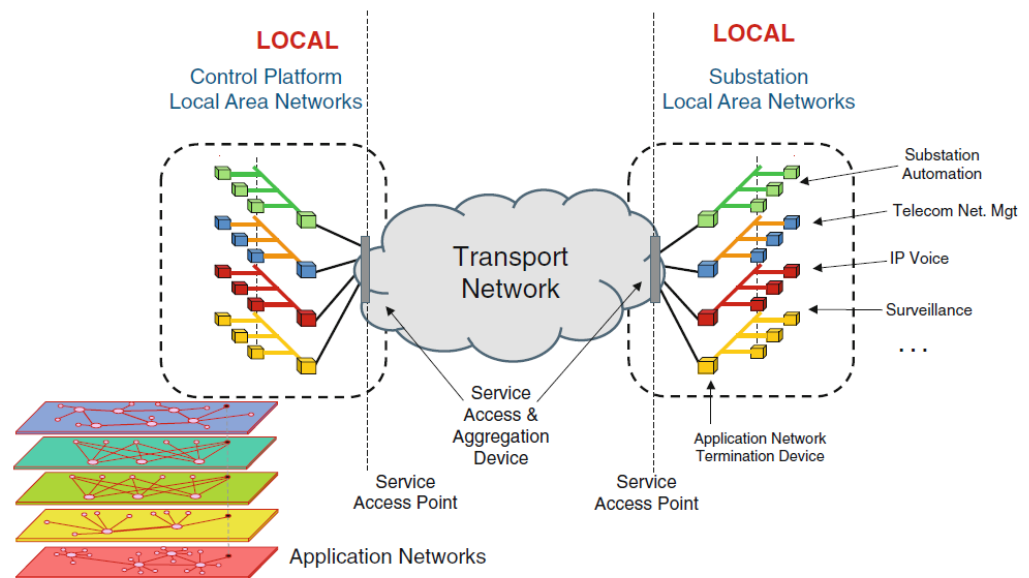 LOCAL
Control Platform
Local Area Networks
LOCAL
Substation
Local Area Networks
Substation
Automation
Telecom Net. Mgt
IP Voice
Surveillance
...
Transport
Network
Service
Access &
Aggregation
Device
Application Network
Termination Device
Service
Access Point
Service
Access Point
Application Networks